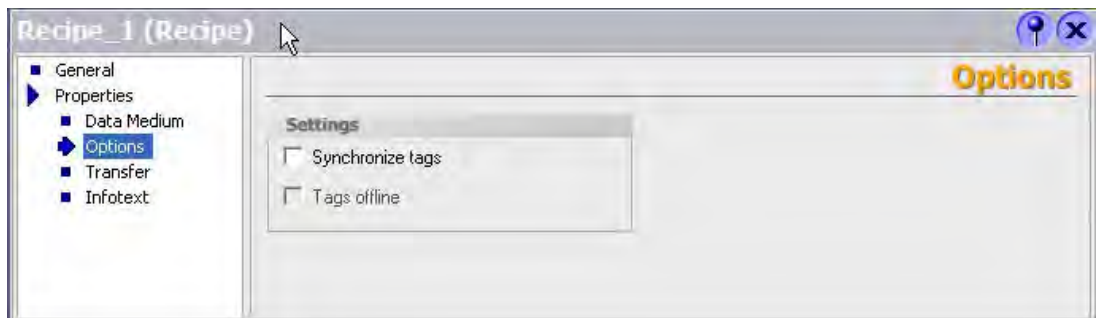 Recipe_1 (Recipe)
General
Properties
Data Medium
Options
Transfer
Infotext
Options
Settings
Synchronize tags
Tags offline